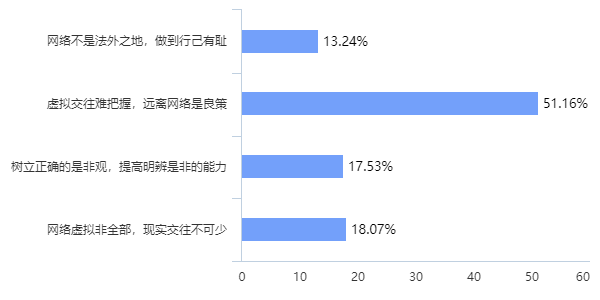 网络不是法外之地，做到行己有耻
13.24%
虚拟交往难把握，远离网络是良策
51.16%
树立正确的是非观，提高明辨是非的能力
17.53%
网络虚拟非全部，现实交往不可少
18.07%
0 10 20 30 40 50 60